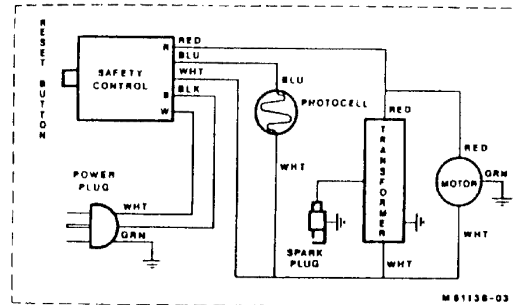 RESET BUTTON
R
RED
BLU
WHT
B
BLK
W
SAFETY
CONTROL
BLU
PHOTOCELL
RED
TRANSFORMER
RED
GRN
MOTOR
WHT
POWER
PLUG
WHT
GRN
SPARK
PLUG
WHT
WHT
M61136-03